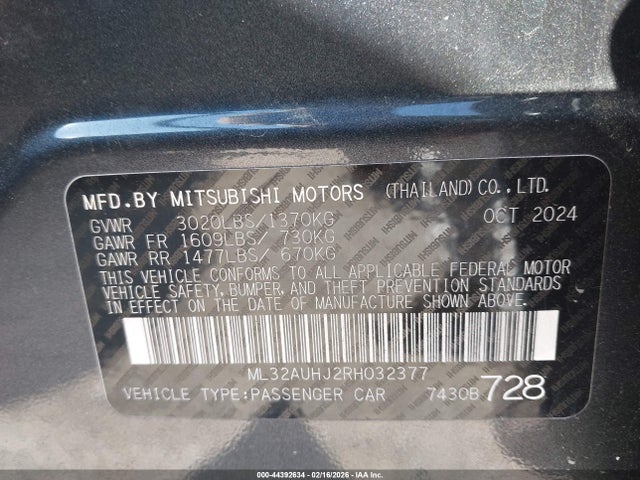 MFD.BY MITSUBISHI MOTORS (THAILAND) CO.,LTD.
GVWR 3020LBS/1370KG OCT 2024
GAWR FR 1609LBS/ 730KG
GAWR RR 1477LBS/ 670KG
THIS VEHICLE CONFORMS TO ALL APPLICABLE FEDERAL MOTOR
VEHICLE SAFETY, BUMPER, AND THEFT PREVENTION STANDARDS
IN EFFECT ON THE DATE OF MANUFACTURE SHOWN ABOVE.
ML32AUHJ2RH032377
VEHICLE TYPE:PASSENGER CAR 7430B 728
000-44392634 - 02/16/2026 - IAA Inc.